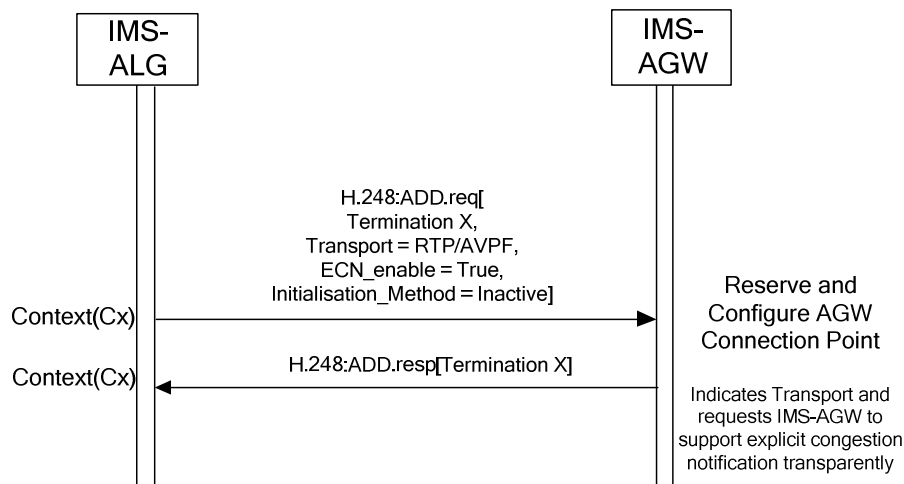 IMS-
ALG
IMS-
AGW
H.248:ADD.req[
Termination X,
Transport = RTP/AVPF,
ECN_enable = True,
Initialisation_Method = Inactive]
Context(Cx)
Reserve and
Configure AGW
Connection Point
H.248:ADD.resp[Termination X]
Context(Cx)
Indicates Transport and
requests IMS-AGW to
support explicit congestion
notification transparently